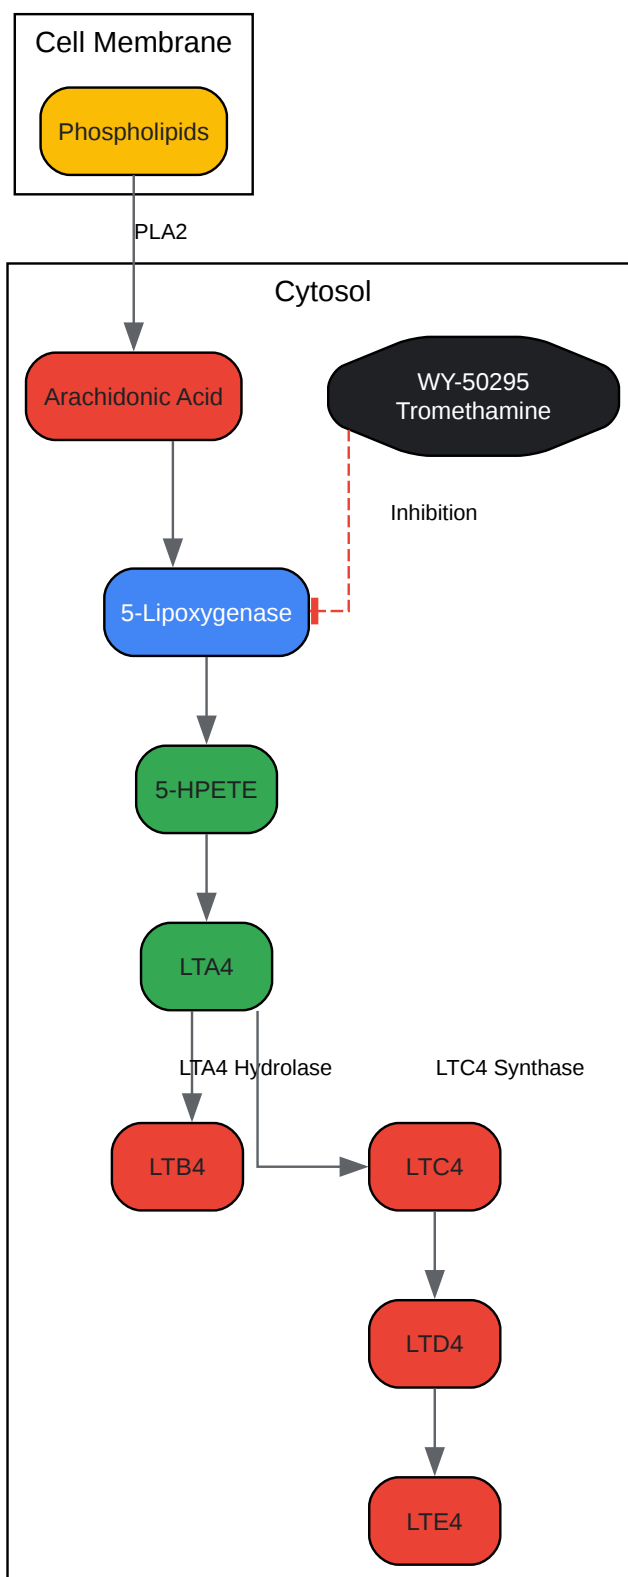 Cell Membrane
Phospholipids
PLA2
Cytosol
Arachidonic Acid
WY-50295
Tromethamine
Inhibition
5-Lipoxygenase
5-HPETE
LTA4
LTA4 Hydrolase
LTC4 Synthase
LTB4
LTC4
LTD4
LTE4